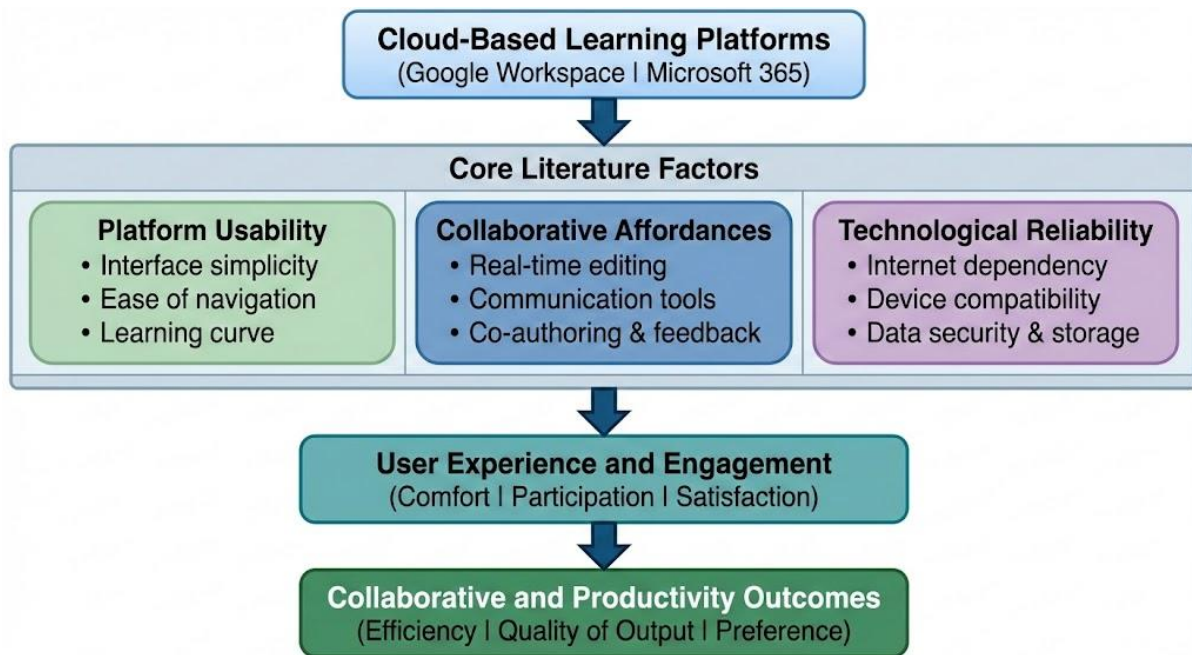 Cloud-Based Learning Platforms
(Google Workspace | Microsoft 365)
Core Literature Factors
Platform Usability
• Interface simplicity
• Ease of navigation
• Learning curve
Collaborative Affordances
• Real-time editing
• Communication tools
• Co-authoring & feedback
Technological Reliability
• Internet dependency
• Device compatibility
• Data security & storage
User Experience and Engagement
(Comfort | Participation | Satisfaction)
Collaborative and Productivity Outcomes
(Efficiency | Quality of Output | Preference)